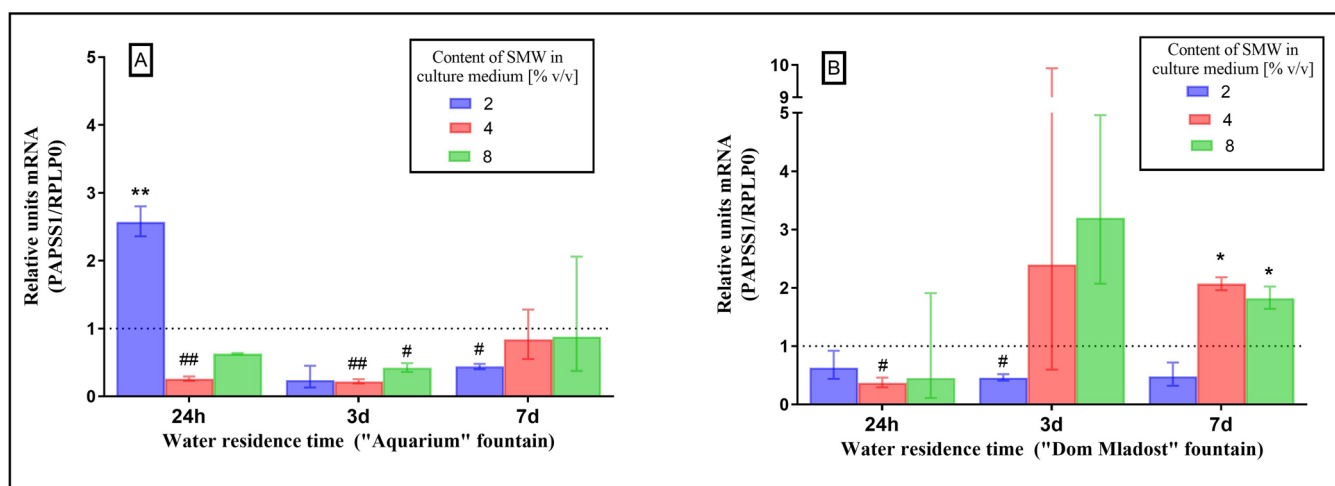 A
Content of SMW in
culture medium [% v/v]
2
4
8
Relative units mRNA
(PAPSS1/RPLP0)
5
4
3
2
1
0
**
##
##
#
#
24h
3d
7d
Water residence time ("Aquarium" fountain)
B
Content of SMW in
culture medium [% v/v]
2
4
8
Relative units mRNA
(PAPSS1/RPLP0)
10
9
5
4
3
2
1
0
#
#
*
*
24h
3d
7d
Water residence time ("Dom Mladost" fountain)